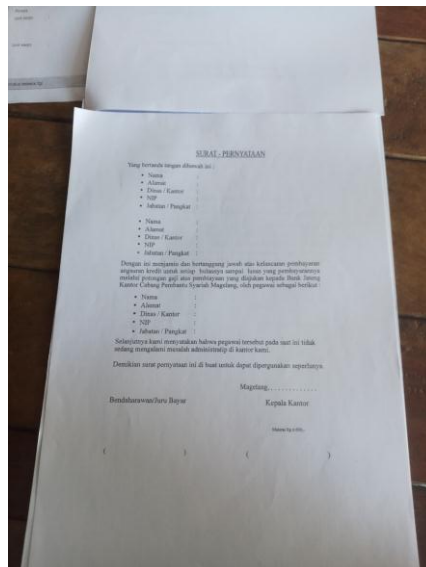 SURAT - PERNYATAAN
Yang bertanda tangan dibawah ini :
• Nama :
• Alamat :
• Dinas / Kantor :
• NIP :
• Jabatan / Pangkat :
• Nama :
• Alamat :
• Dinas / Kantor :
• NIP :
• Jabatan / Pangkat :
Dengan ini menjamin dan bertanggung jawab atas kelancaran pembayaran
angsuran kredit untuk setiap bulannya sampai lunas yang pembayarannya
melalui potongan gaji atas pembiayaan yang diajukan kepada Bank Jateng
Kantor Cabang Pembantu Syariah Magelang, oleh pegawai sebagai berikut :
• Nama :
• Alamat :
• Dinas / Kantor :
• NIP :
• Jabatan / Pangkat :
Selanjutnya kami menyatakan bahwa pegawai tersebut pada saat ini tidak
sedang mengalami masalah administratip di kantor kami.
Demikian surat pernyataan ini di buat untuk dapat dipergunakan seperlunya.
Magelang, . . . . . . . . . . . . .
Bendaharawan/Juru Bayar Kepala Kantor
( ) ( )